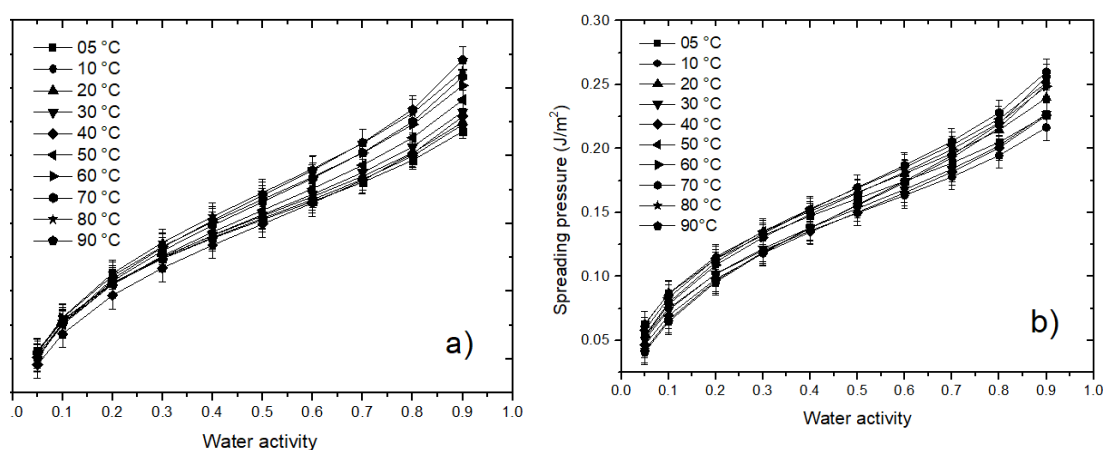 05 °C
10 °C
20 °C
30 °C
40 °C
50 °C
60 °C
70 °C
80 °C
90 °C
a)
.0 0.1 0.2 0.3 0.4 0.5 0.6 0.7 0.8 0.9 1.0
Water activity
0.30
0.25
0.20
0.15
0.10
0.05
Spreading pressure (J/m²)
05 °C
10 °C
20 °C
30 °C
40 °C
50 °C
60 °C
70 °C
80 °C
90°C
b)
0.0 0.1 0.2 0.3 0.4 0.5 0.6 0.7 0.8 0.9 1.0
Water activity